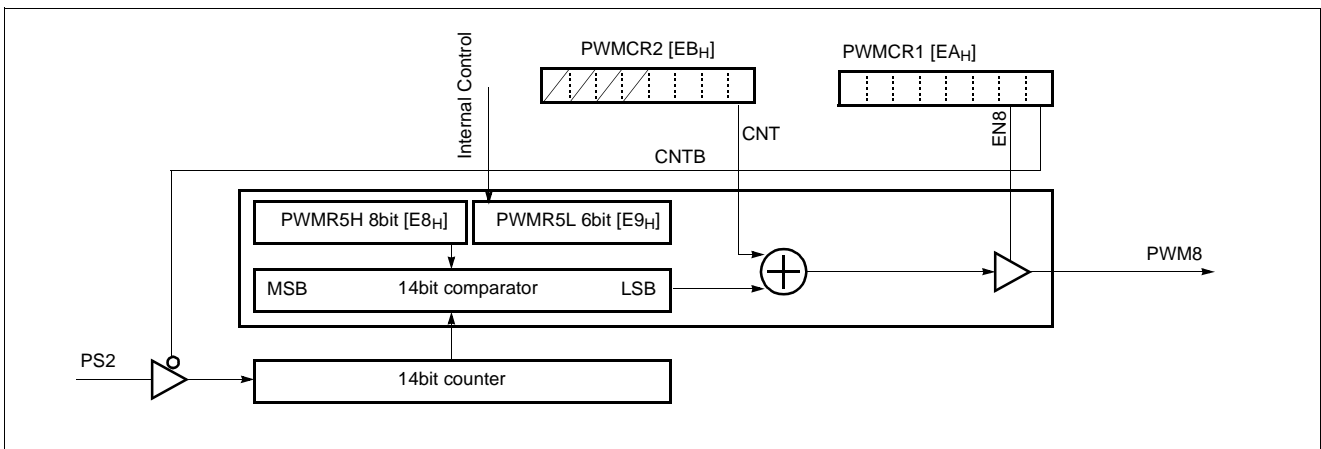 PWMCR2 [EBH]
PWMCR1 [EAH]
Internal Control
CNT
EN8
CNTB
PWMR5H 8bit [E8H]
PWMR5L 6bit [E9H]
PWM8
MSB 14bit comparator LSB
PS2
14bit counter